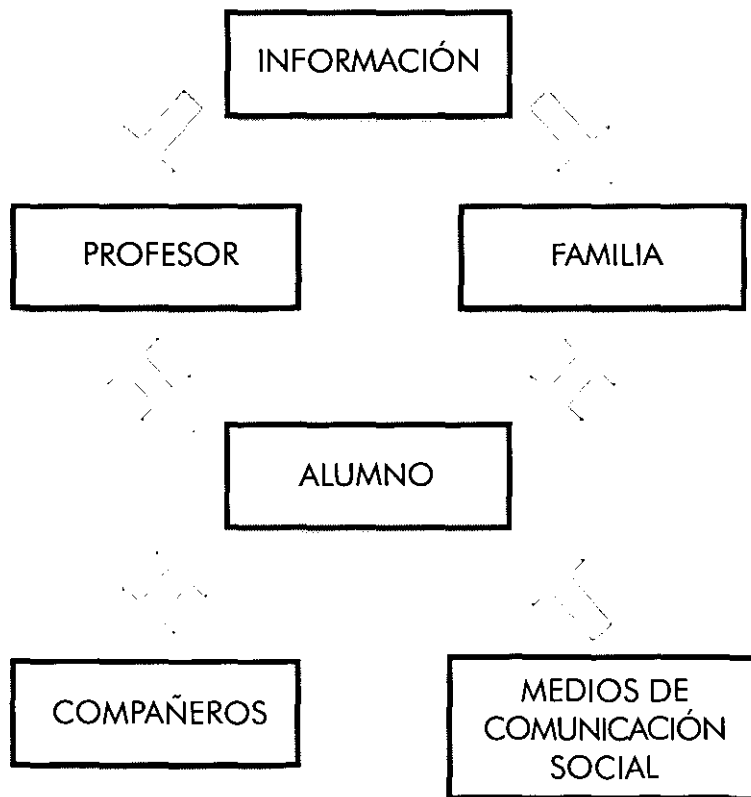 INFORMACIÓN
PROFESOR
FAMILIA
ALUMNO
COMPAÑEROS
MEDIOS DE
COMUNICACIÓN
SOCIAL